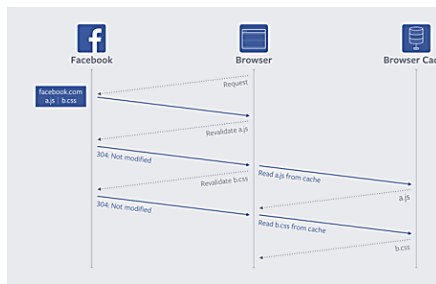 Facebook
Browser
Browser Cac
Request
facebook.com
a.js | b.css
Revalidate a.js
304: Not modified
Read a.js from cache
Revalidate b.css
a.js
304: Not modified
Read b.css from cache
b.css